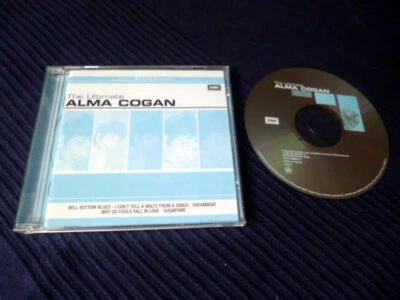 The Ultimate
EMI
ALMA COGAN
BELL BOTTOM BLUES · I CAN'T TELL A WALTZ FROM A TANGO · DREAMBOAT
WHY DO FOOLS FALL IN LOVE · SUGARTIME
The Ultimate
ALMA COGAN
EMI